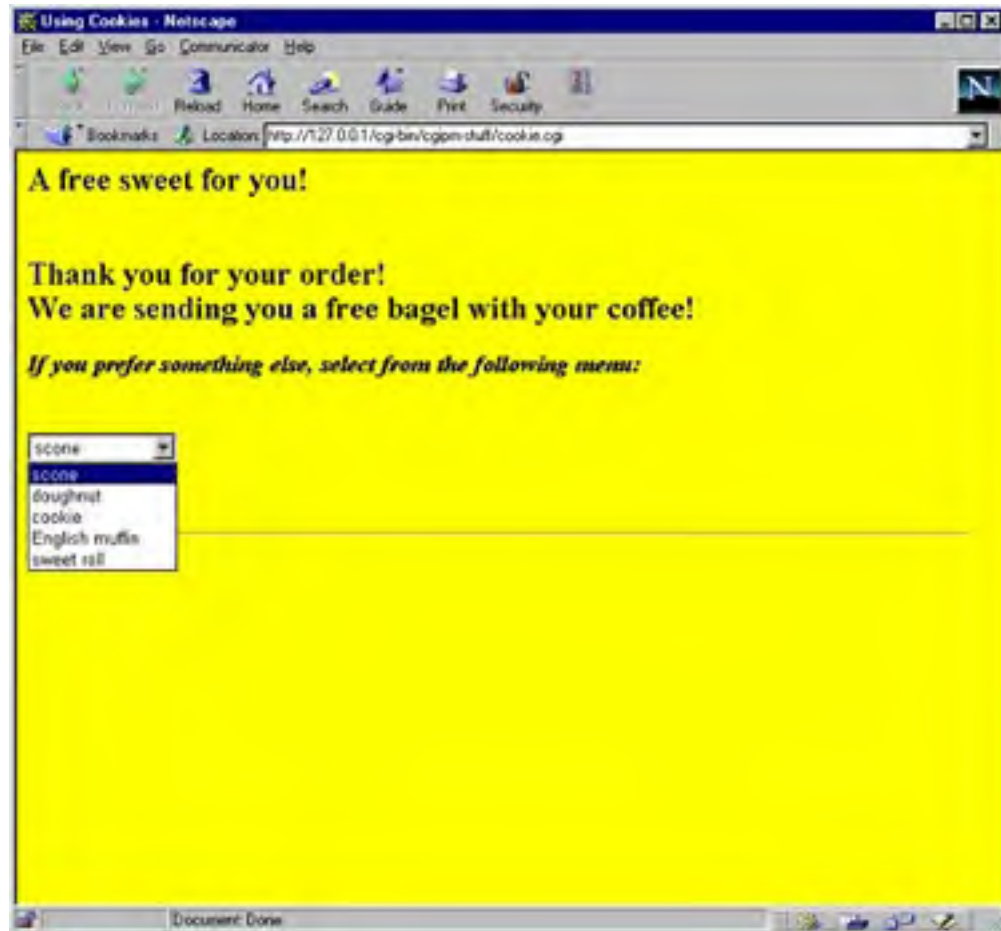 Using Cookies - Netscape
File Edit View Go Communicator Help
Reload Home Search Guide Print Security
Bookmarks Location: http://127.0.0.1/cgi-bin/cgipm-stuff/cookie.cgi
A free sweet for you!
Thank you for your order!
We are sending you a free bagel with your coffee!
If you prefer something else, select from the following menu:
scone
scone
doughnut
cookie
English muffin
sweet roll
Document: Done